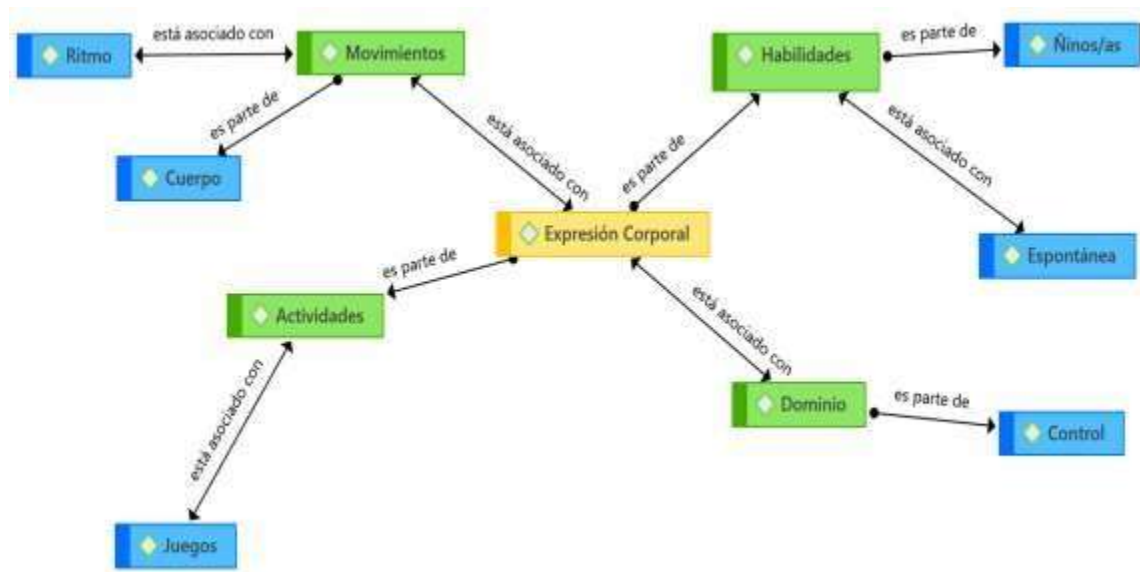 está asociado con
Ritmo
Movimientos
es parte de
Cuerpo
está asociado con
es parte de
Habilidades
es parte de
Ñinos/as
está asociado con
Espontánea
Expresión Corporal
es parte de
Actividades
está asociado con
Juegos
está asociado con
Dominio
es parte de
Control